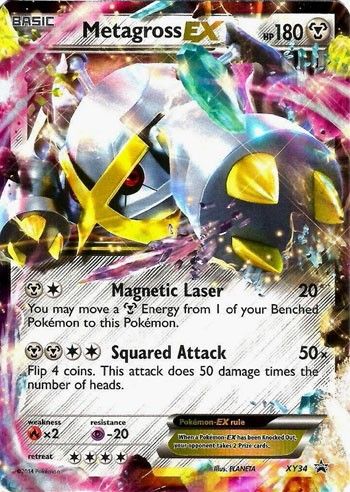 BASIC
Metagross EX HP180
Magnetic Laser 20
You may move a Energy from 1 of your Benched
Pokémon to this Pokémon.
Squared Attack 50×
Flip 4 coins. This attack does 50 damage times the
number of heads.
weakness resistance
×2 -20
retreat
Pokémon-EX rule
When a Pokémon-EX has been Knocked Out,
your opponent takes 2 Prize cards.
©2014 Pokémon Illus. PLANETA XY34